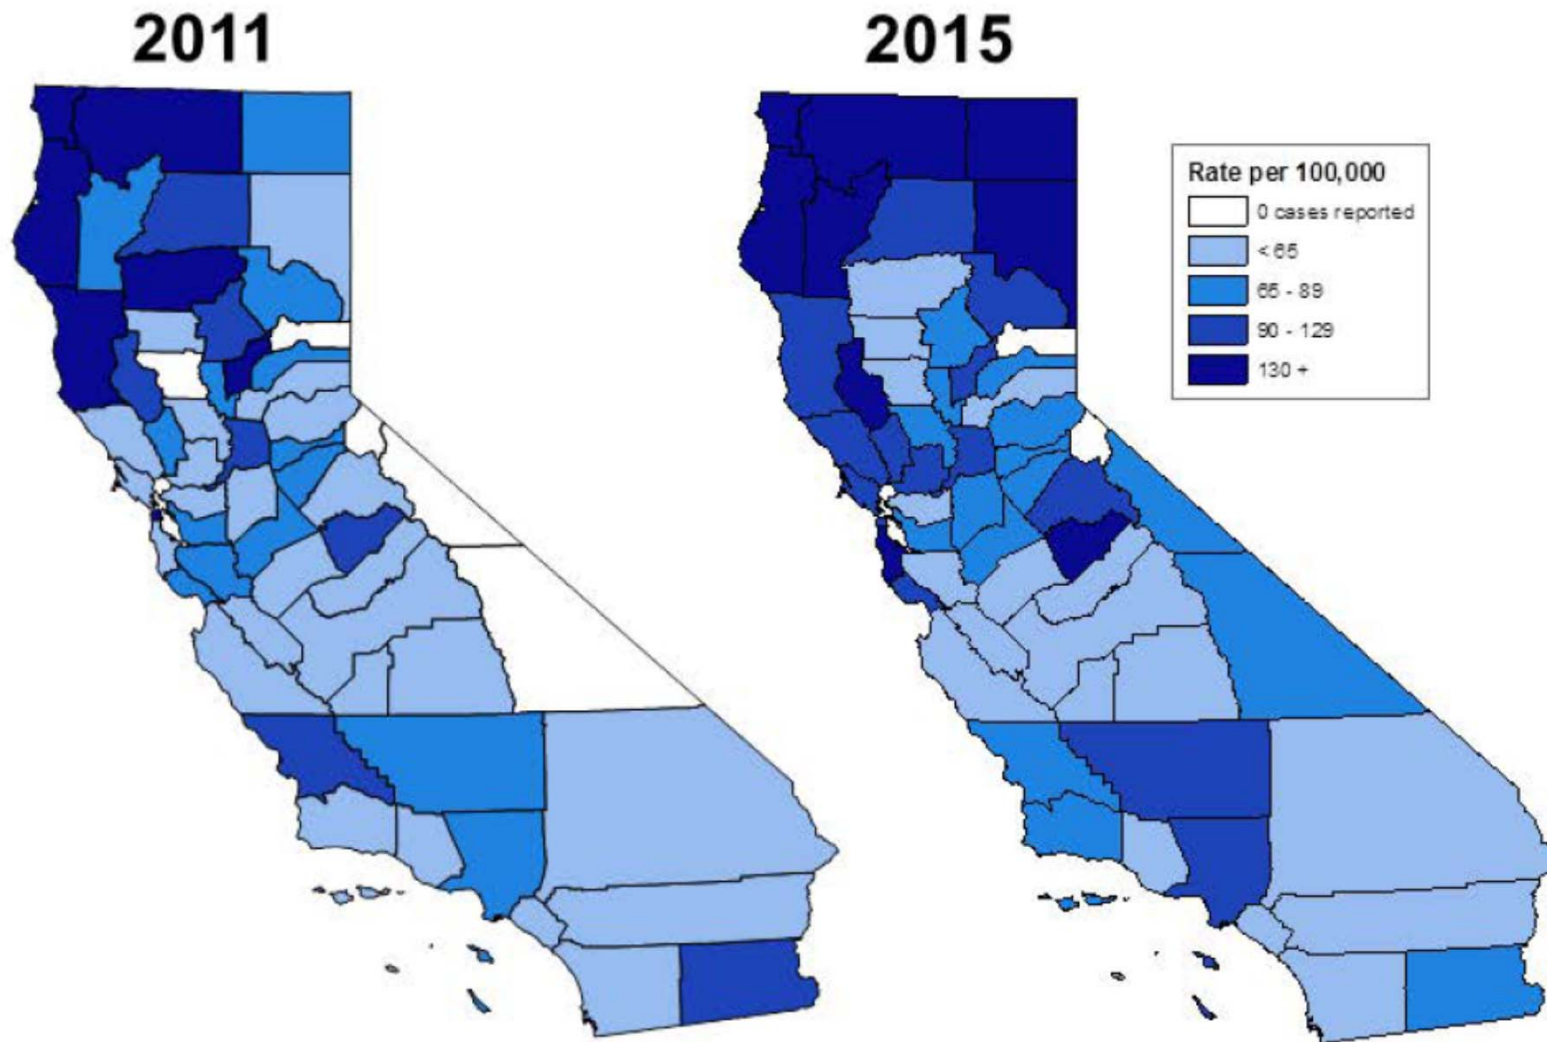 2011
2015
Rate per 100,000
0 cases reported
< 65
65 - 89
90 - 129
130 +